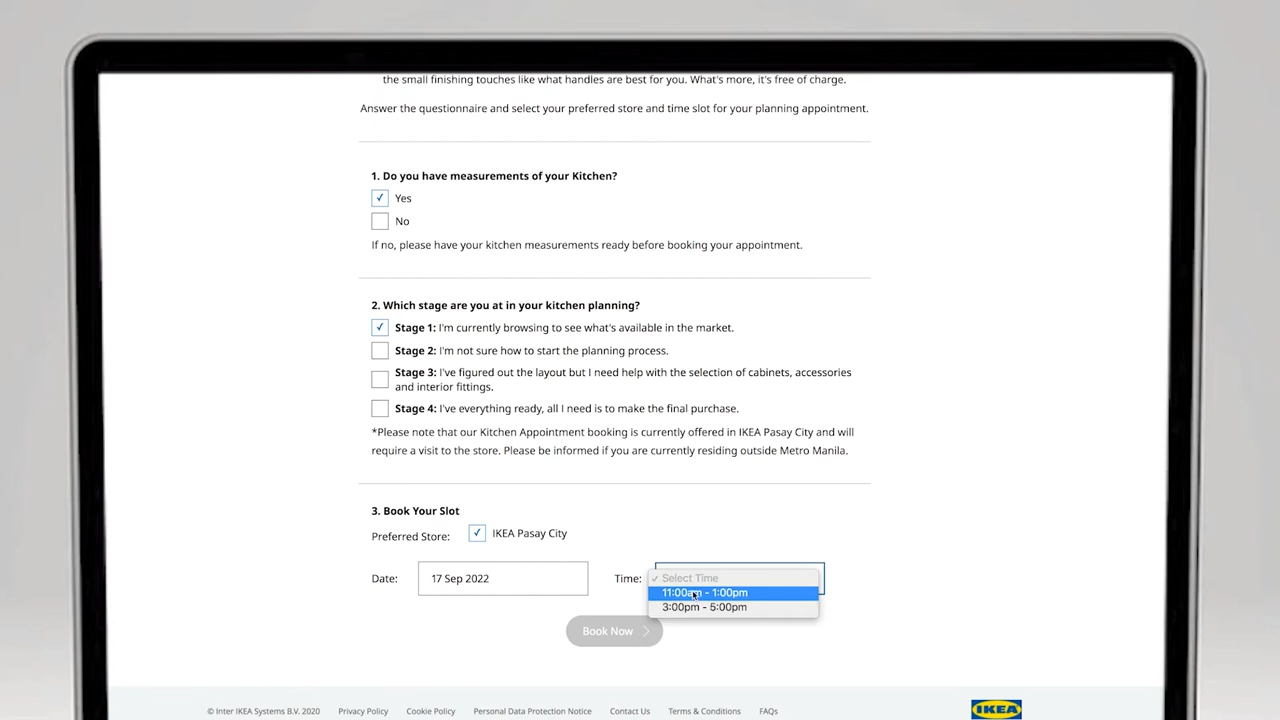 the small finishing touches like what handles are best for you. What's more, it's free of charge.
Answer the questionnaire and select your preferred store and time slot for your planning appointment.
1. Do you have measurements of your Kitchen?
✓ Yes
No
If no, please have your kitchen measurements ready before booking your appointment.
2. Which stage are you at in your kitchen planning?
✓ Stage 1: I'm currently browsing to see what's available in the market.
Stage 2: I'm not sure how to start the planning process.
Stage 3: I've figured out the layout but I need help with the selection of cabinets, accessories
and interior fittings.
Stage 4: I've everything ready, all I need is to make the final purchase.
*Please note that our Kitchen Appointment booking is currently offered in IKEA Pasay City and will
require a visit to the store. Please be informed if you are currently residing outside Metro Manila.
3. Book Your Slot
Preferred Store: ✓ IKEA Pasay City
Date: 17 Sep 2022 Time: ✓ Select Time
11:00am - 1:00pm
3:00pm - 5:00pm
Book Now
© Inter IKEA Systems B.V. 2020 Privacy Policy Cookie Policy Personal Data Protection Notice Contact Us Terms & Conditions FAQs IKEA